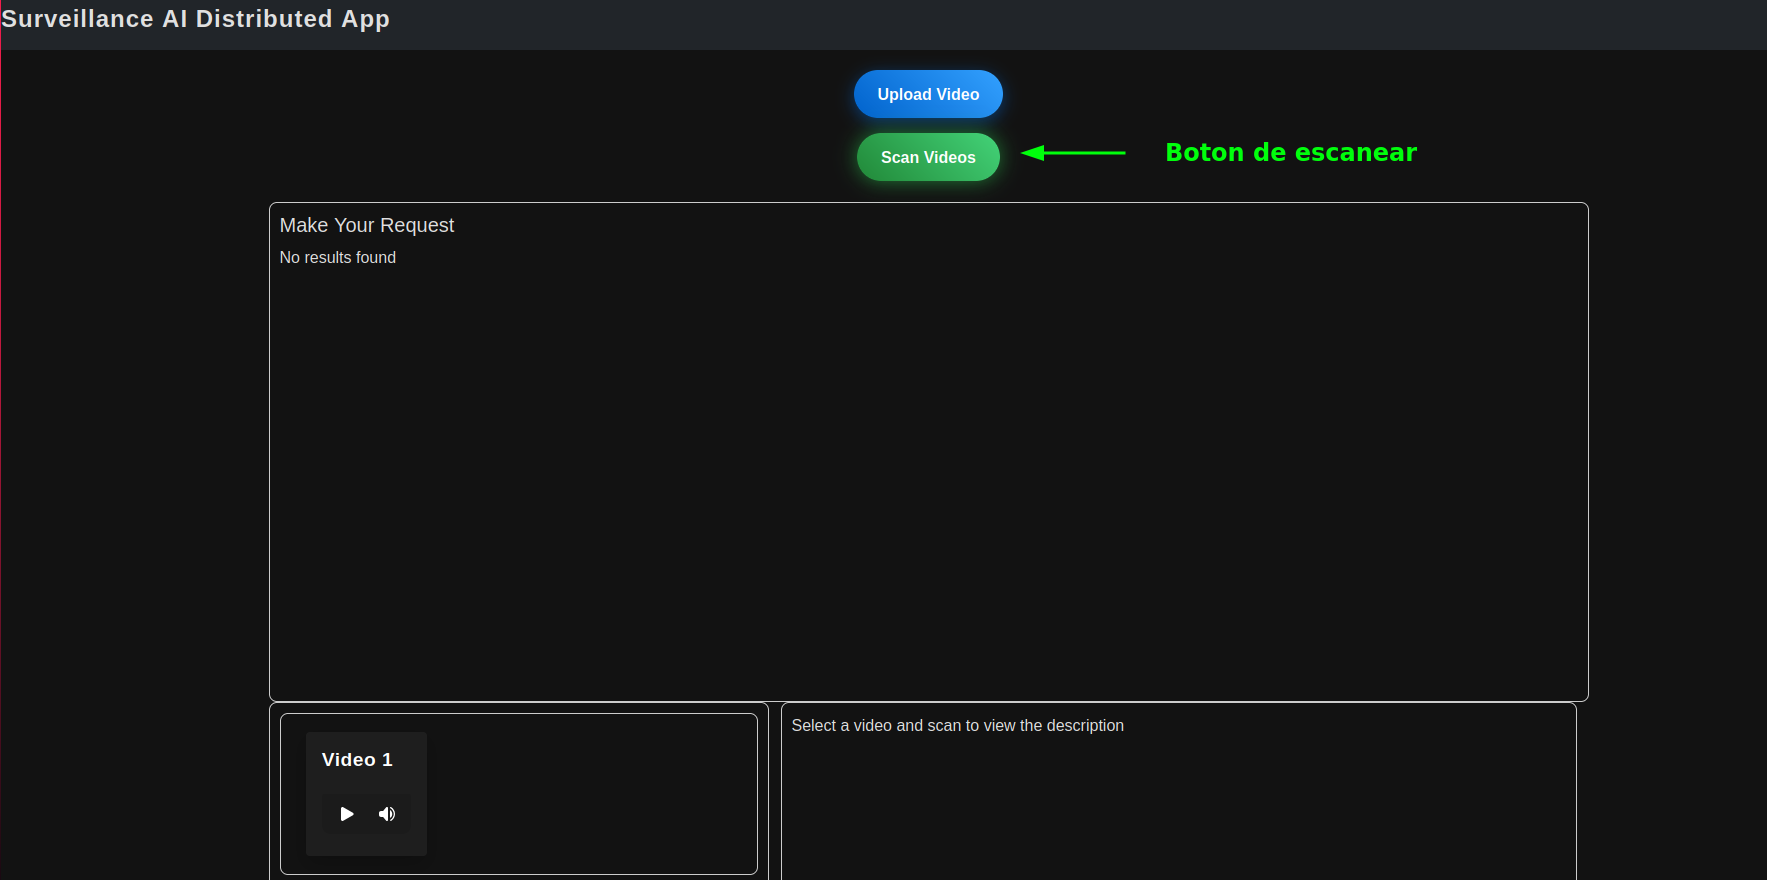 Surveillance AI Distributed App
Upload Video
Scan Videos
Boton de escanear
Make Your Request
No results found
Video 1
Select a video and scan to view the description